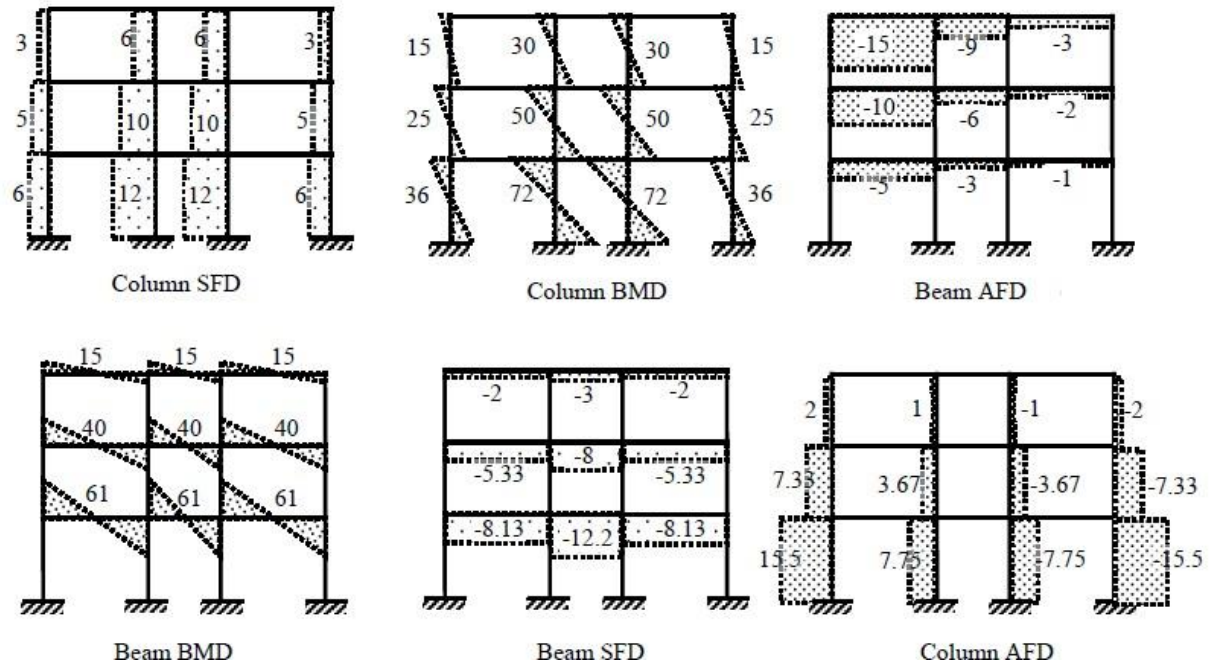 3 6 6 3
5 10 10 5
6 12 12 6
Column SFD
15 30 30 15
25 50 50 25
36 72 72 36
Column BMD
-15 -9 -3
-10 -6 -2
-5 -3 -1
Beam AFD
15 15 15
40 40 40
61 61 61
Beam BMD
-2 -3 -2
-5.33 -8 -5.33
-8.13 -12.2 -8.13
Beam SFD
2 1 -1 -2
7.33 3.67 -3.67 -7.33
15.5 7.75 -7.75 -15.5
Column AFD